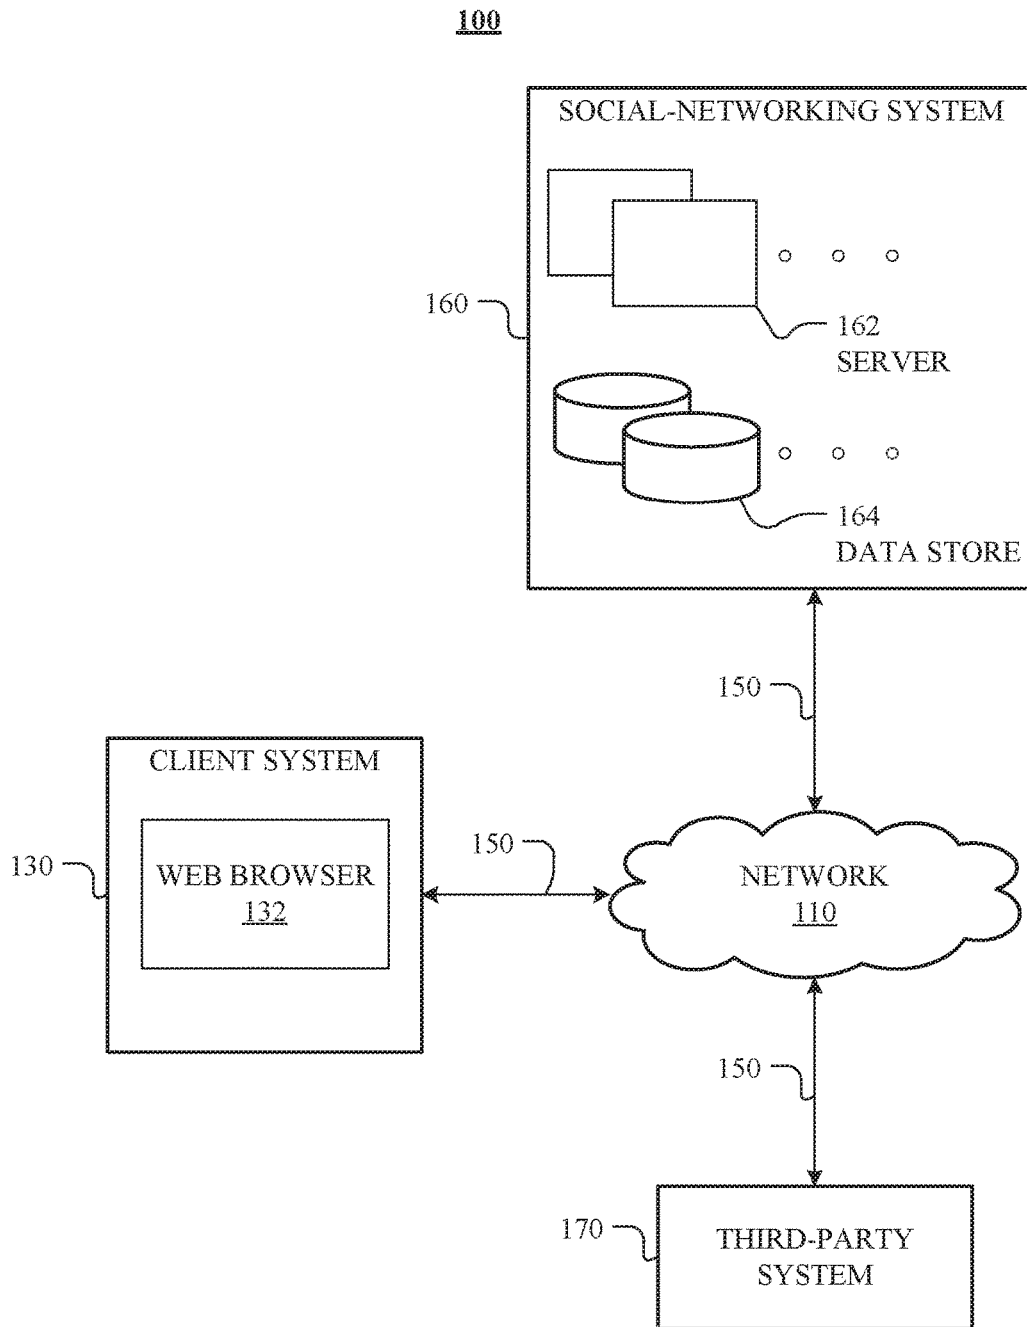 100
SOCIAL-NETWORKING SYSTEM
160
162
SERVER
164
DATA STORE
150
CLIENT SYSTEM
130
WEB BROWSER
132
150
NETWORK
110
150
170
THIRD-PARTY
SYSTEM